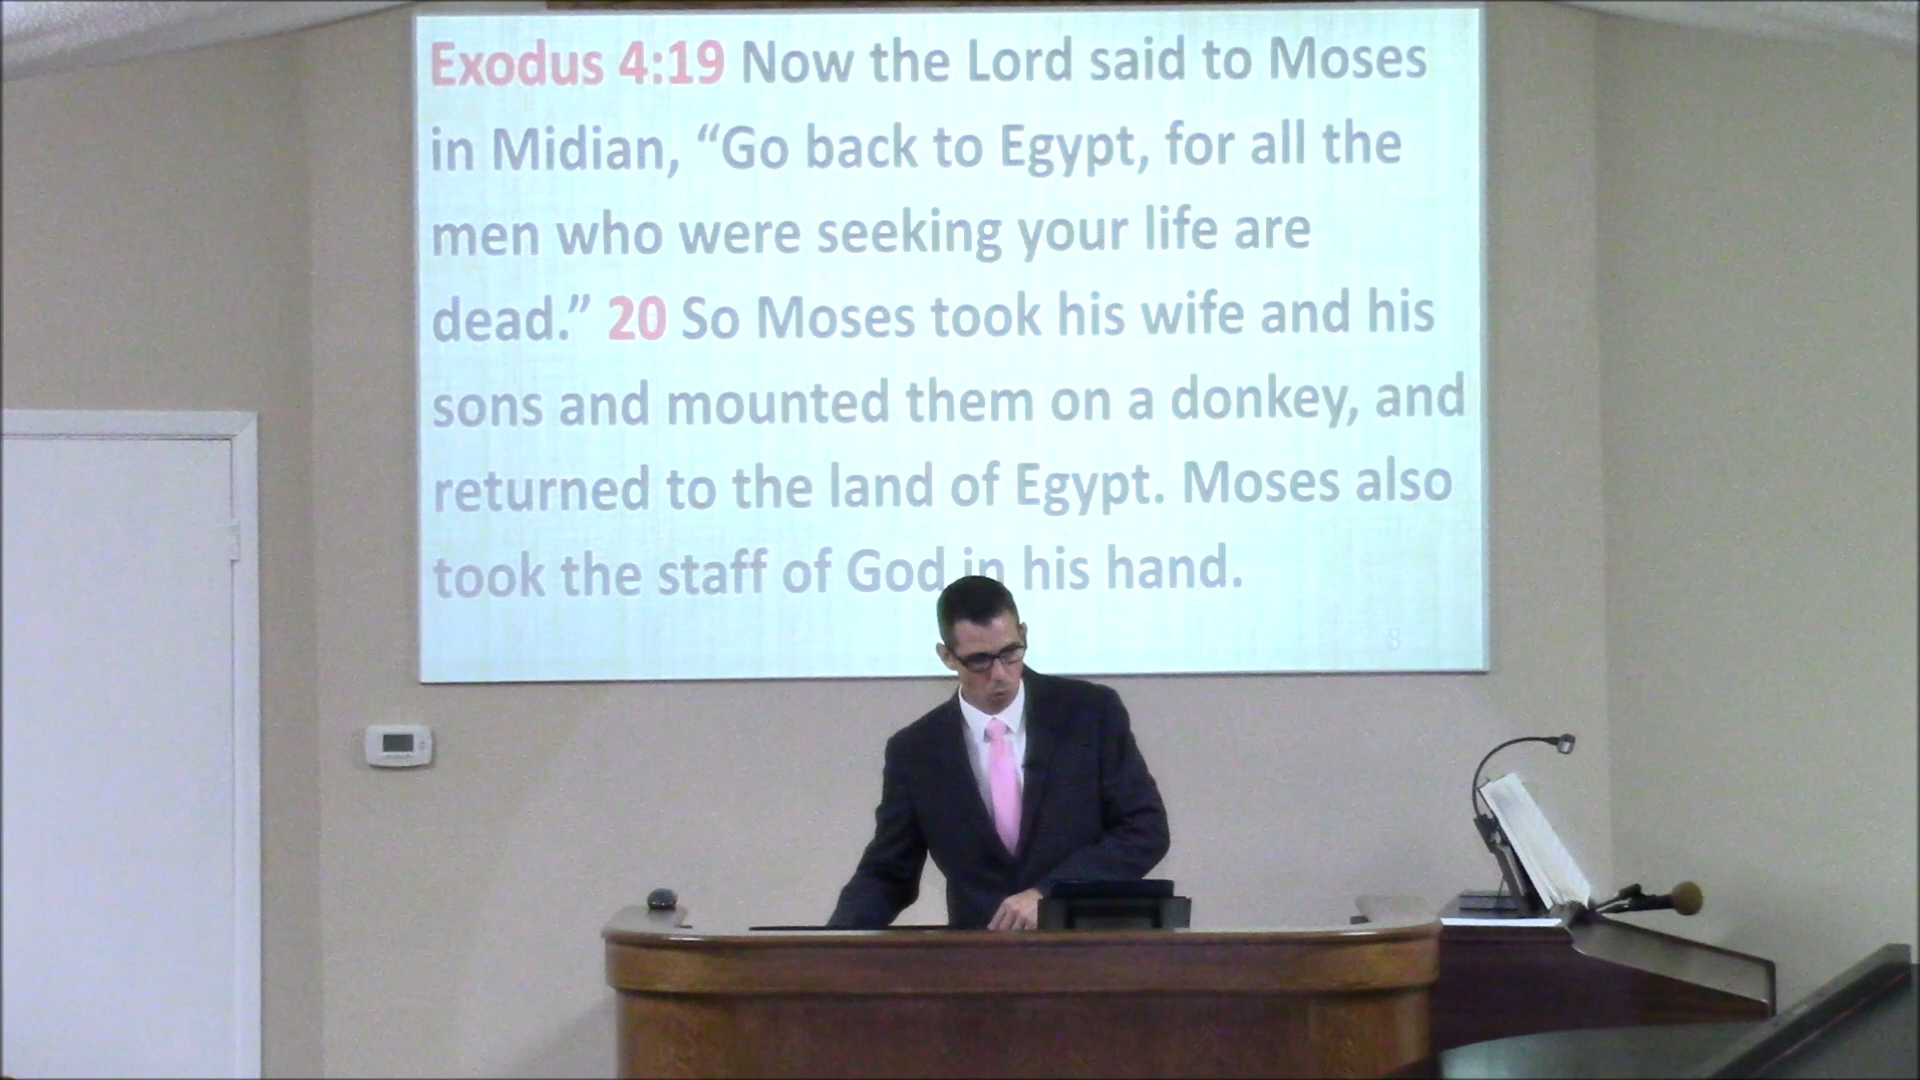 Exodus 4:19 Now the Lord said to Moses
in Midian, “Go back to Egypt, for all the
men who were seeking your life are
dead.” 20 So Moses took his wife and his
sons and mounted them on a donkey, and
returned to the land of Egypt. Moses also
took the staff of God in his hand.
8